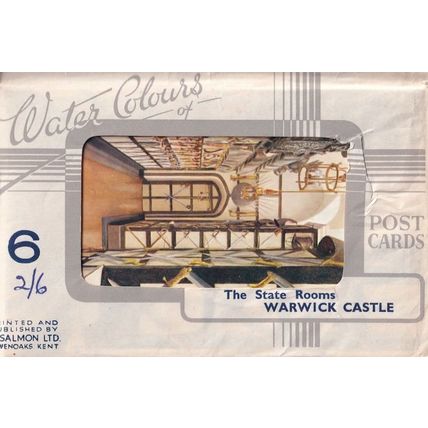 Water Colours
of
6
2/6
POST
CARDS
The State Rooms
WARWICK CASTLE
INTED AND
UBLISHED BY
SALMON LTD.
ENOAKS, KENT